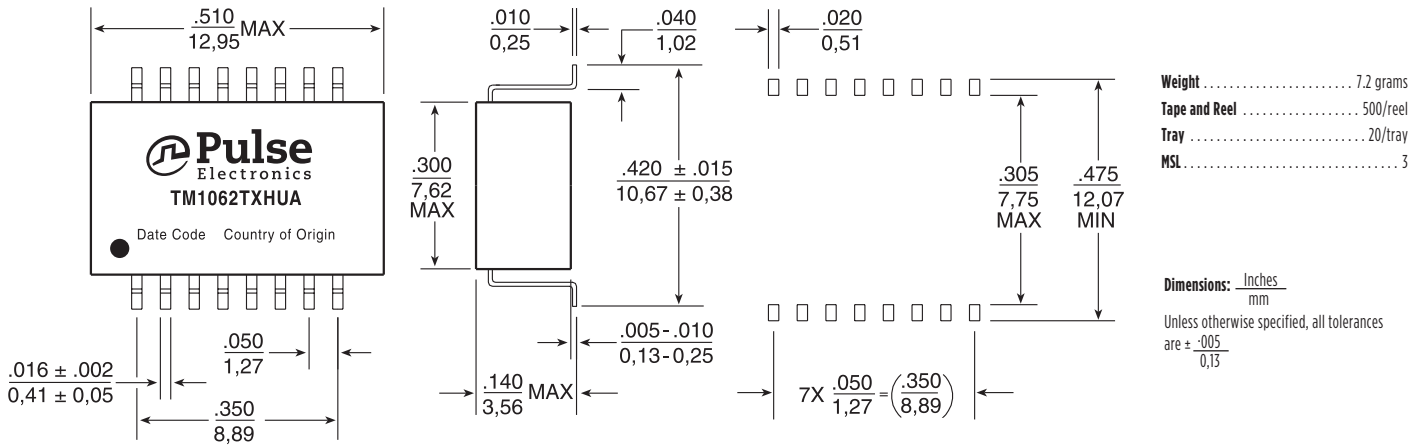 .510
12,95
MAX
Pulse
Electronics
TM1062TXHUA
Date Code Country of Origin
.050
1,27
.016 ± .002
0,41 ± 0,05
.350
8,89
.010
0,25
.040
1,02
.300
7,62
MAX
.420 ± .015
10,67 ± 0,38
.005-.010
0,13-0,25
.140
3,56
MAX
.020
0,51
.305
7,75
MAX
.475
12,07
MIN
7X .050
1,27
= (.350
8,89)
Weight ...................... 7.2 grams
Tape and Reel ................. 500/reel
Tray ......................... 20/tray
MSL ................................ 3
Dimensions: Inches
mm
Unless otherwise specified, all tolerances
are ± .005
0,13